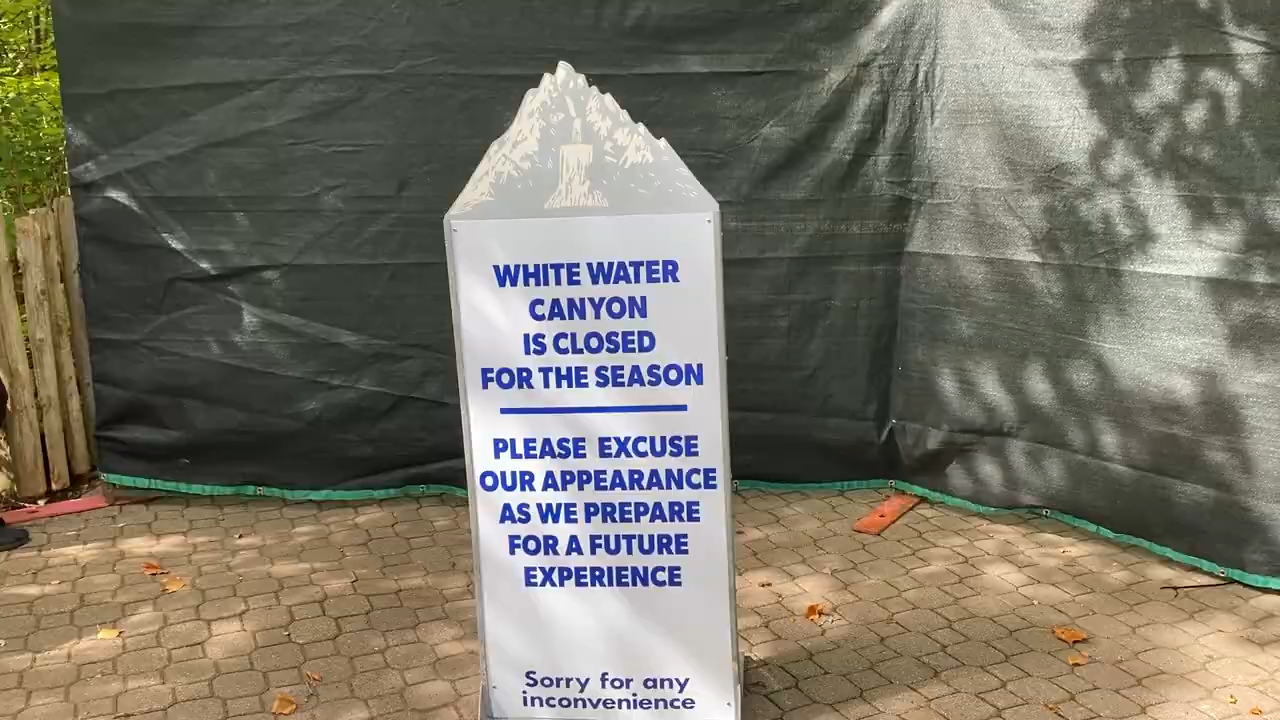 WHITE WATER
CANYON
IS CLOSED
FOR THE SEASON
PLEASE EXCUSE
OUR APPEARANCE
AS WE PREPARE
FOR A FUTURE
EXPERIENCE
Sorry for any
inconvenience